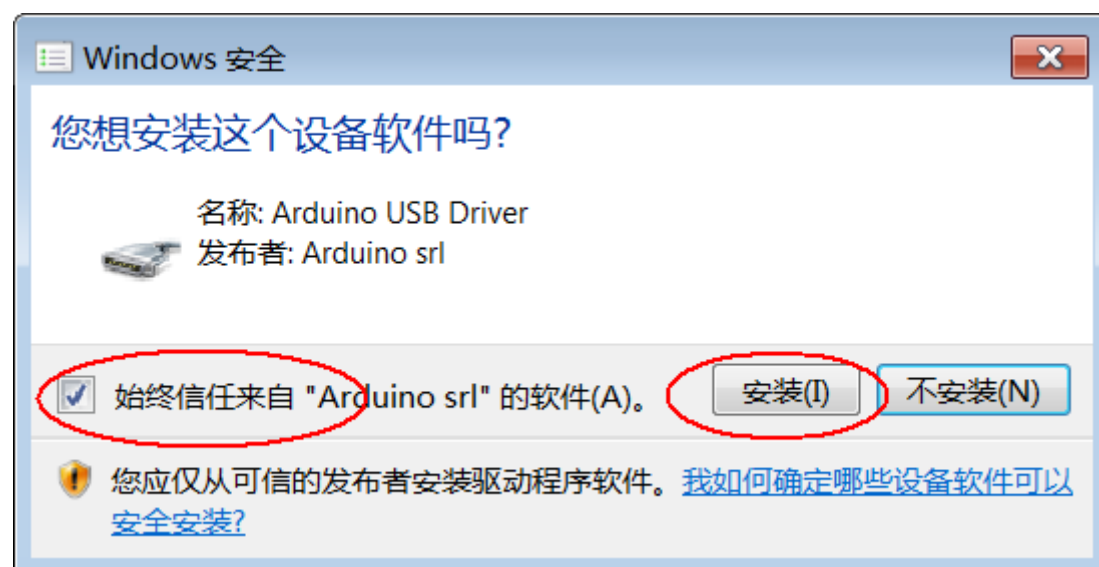 Windows 安全
您想安装这个设备软件吗?
名称: Arduino USB Driver
发布者: Arduino srl
始终信任来自 "Arduino srl" 的软件(A)。 安装(I) 不安装(N)
您应仅从可信的发布者安装驱动程序软件。我如何确定哪些设备软件可以
安全安装?